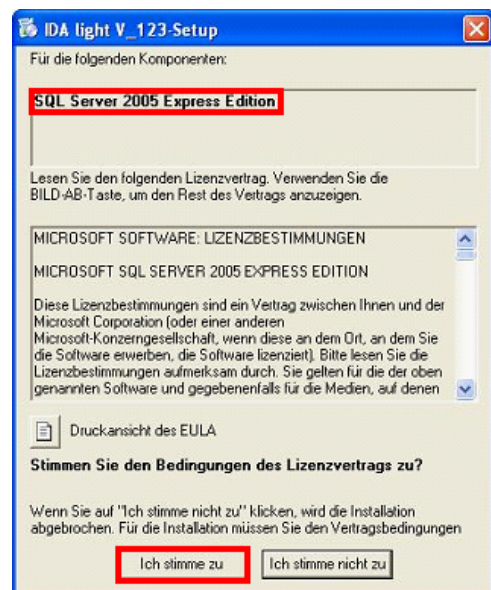 IDA light V_123-Setup
Für die folgenden Komponenten:
SQL Server 2005 Express Edition
Lesen Sie den folgenden Lizenzvertrag. Verwenden Sie die
BILD-AB-Taste, um den Rest des Vertrags anzuzeigen.
MICROSOFT SOFTWARE: LIZENZBESTIMMUNGEN
MICROSOFT SQL SERVER 2005 EXPRESS EDITION
Diese Lizenzbestimmungen sind ein Vertrag zwischen Ihnen und der
Microsoft Corporation (oder einer anderen
Microsoft-Konzerngesellschaft, wenn diese an dem Ort, an dem Sie
die Software erwerben, die Software lizenziert). Bitte lesen Sie die
Lizenzbestimmungen aufmerksam durch. Sie gelten für die der oben
genannten Software und gegebenenfalls für die Medien, auf denen
Druckansicht des EULA
Stimmen Sie den Bedingungen des Lizenzvertrags zu?
Wenn Sie auf "Ich stimme nicht zu" klicken, wird die Installation
abgebrochen. Für die Installation müssen Sie den Vertragsbedingungen
Ich stimme zu
Ich stimme nicht zu